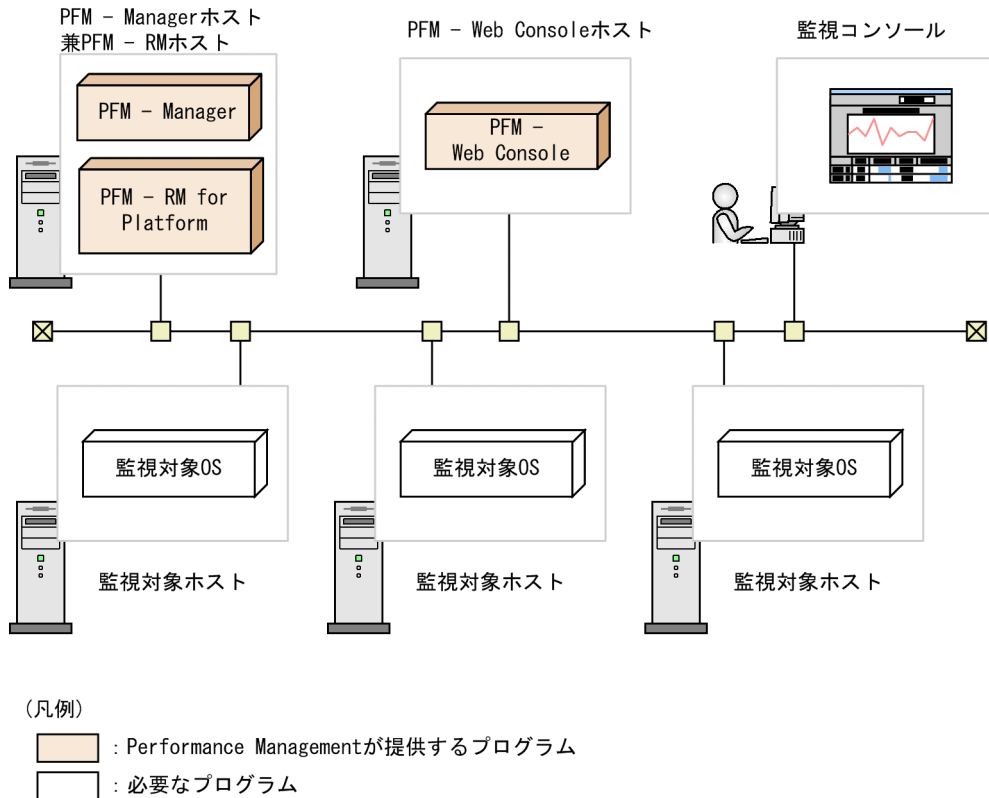 PFM － Managerホスト
兼PFM － RMホスト
PFM － Web Consoleホスト
監視コンソール
PFM － Manager
PFM － RM for
Platform
PFM －
Web Console
監視対象OS
監視対象OS
監視対象OS
監視対象ホスト
監視対象ホスト
監視対象ホスト
（凡例）
：Performance Managementが提供するプログラム
：必要なプログラム